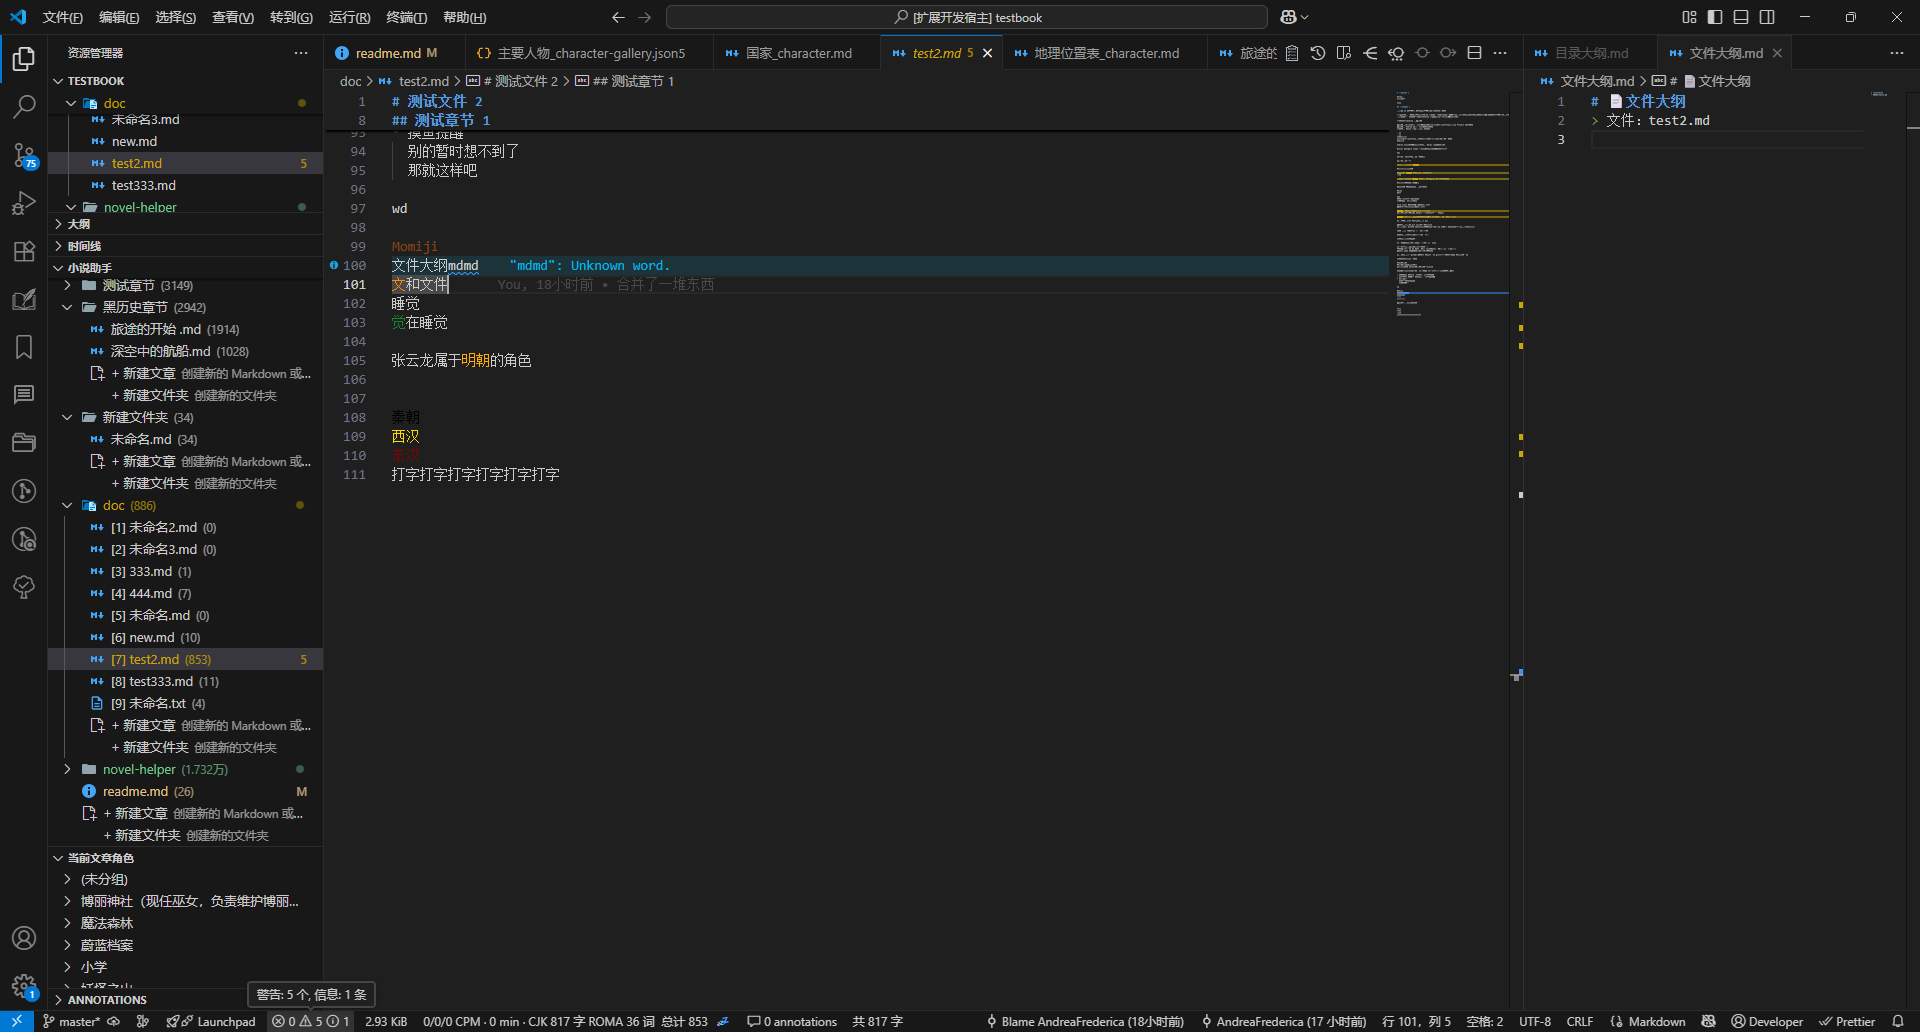 文件(F) 编辑(E) 选择(S) 查看(V) 转到(G) 运行(R) 终端(T) 帮助(H) [扩展开发宿主] testbook
资源管理器
TESTBOOK
doc
未命名3.md
new.md
test2.md 5
test333.md
novel-helper
大纲
时间线
小说助手
测试章节 (3149)
黑历史章节 (2942)
旅途的开始 .md (1914)
深空中的航船.md (1028)
+ 新建文章 创建新的 Markdown 或...
+ 新建文件夹 创建新的文件夹
新建文件夹 (34)
未命名.md (34)
+ 新建文章 创建新的 Markdown 或...
+ 新建文件夹 创建新的文件夹
doc (886)
[1] 未命名2.md (0)
[2] 未命名3.md (0)
[3] 333.md (1)
[4] 444.md (7)
[5] 未命名.md (0)
[6] new.md (10)
[7] test2.md (853) 5
[8] test333.md (11)
[9] 未命名.txt (4)
+ 新建文章 创建新的 Markdown 或...
+ 新建文件夹 创建新的文件夹
novel-helper (1.732万)
readme.md (26) M
+ 新建文章 创建新的 Markdown 或...
+ 新建文件夹 创建新的文件夹
当前文章角色
(未分组)
博丽神社（现任巫女，负责维护博丽...
魔法森林
蔚蓝档案
小学
ANNOTATIONS
75
1
警告: 5 个, 信息: 1 条
readme.md M 主要人物_character-gallery.json5 国家_character.md test2.md 5 地理位置表_character.md 旅途的
doc > test2.md > # 测试文件 2 > ## 测试章节 1
1 # 测试文件 2
8 ## 测试章节 1
93 摸鱼提醒
94 别的暂时想不到了
95 那就这样吧
96
97 wd
98
99 Momiji
100 文件大纲mdmd "mdmd": Unknown word.
101 文和文件 You, 18小时前 • 合并了一堆东西
102 睡觉
103 觉在睡觉
104
105 张云龙属于明朝的角色
106
107
108 秦朝
109 西汉
110 东汉
111 打字打字打字打字打字打字
目录大纲.md 文件大纲.md
文件大纲.md > # 文件大纲
1 # 文件大纲
2 > 文件: test2.md
3
master* Launchpad 0 5 1 2.93 KiB 0/0/0 CPM · 0 min · CJK 817 字 ROMA 36 词 总计 853 0 annotations 共 817 字 Blame AndreaFrederica (18小时前) AndreaFrederica (17 小时前) 行 101，列 5 空格: 2 UTF-8 CRLF Markdown Developer Prettier